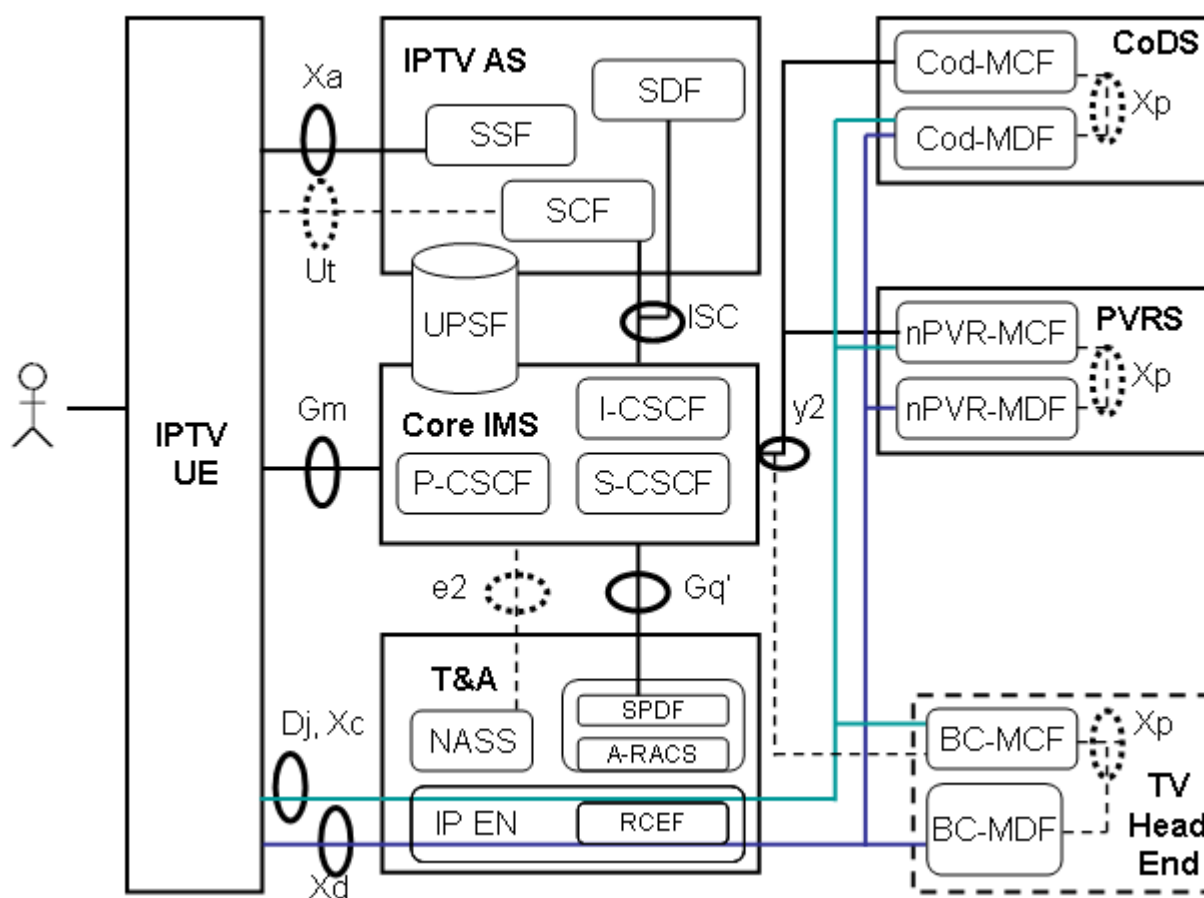 IPTV AS
CoDS
Xa
SDF
Cod-MCF
Xp
SSF
Cod-MDF
SCF
Ut
UPSF
ISC
PVRS
nPVR-MCF
Xp
nPVR-MDF
IPTV
UE
Gm
Core IMS
I-CSCF
P-CSCF
S-CSCF
y2
e2
Gq'
T&A
NASS
SPDF
A-RACS
Dj, Xc
IP EN
RCEF
Xd
BC-MCF
Xp
BC-MDF
TV
Head
End